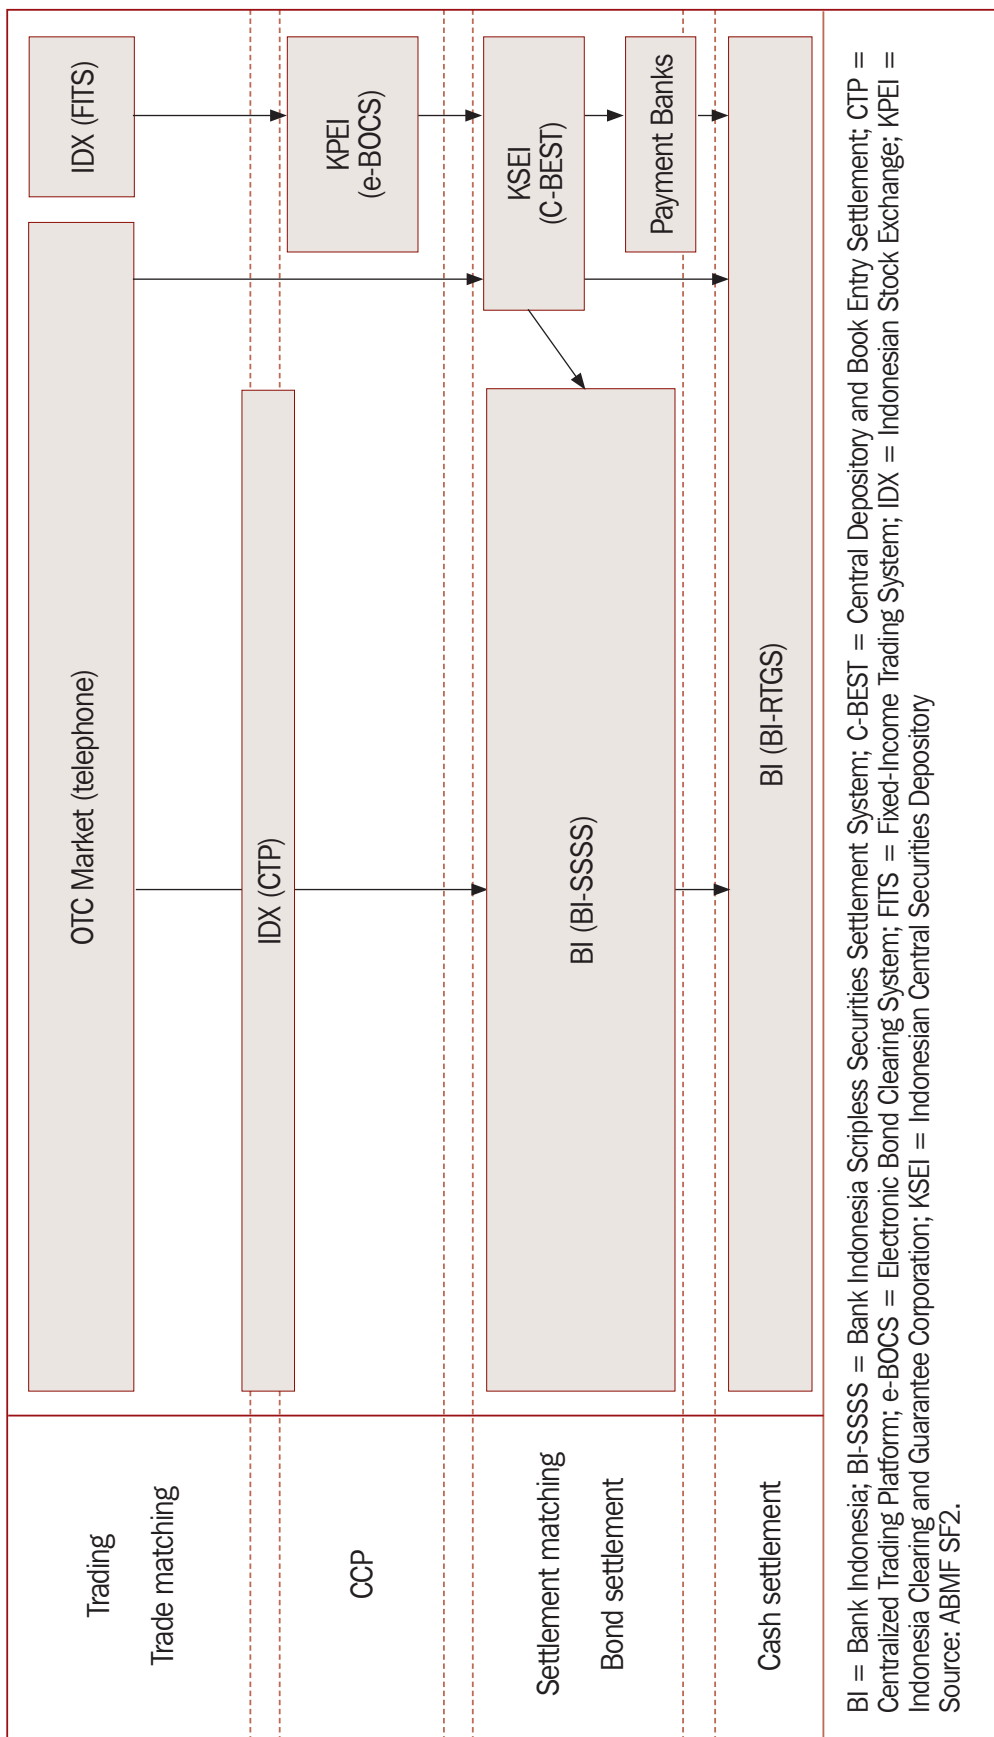 Trading
Trade matching
CCP
Settlement matching
Bond settlement
Cash settlement
OTC Market (telephone)
IDX (FITS)
IDX (CTP)
KPEI
(e-BOCS)
KSEI
(C-BEST)
BI (BI-SSSS)
Payment Banks
BI (BI-RTGS)
BI = Bank Indonesia; BI-SSSS = Bank Indonesia Scripless Securities Settlement System; C-BEST = Central Depository and Book Entry Settlement; CTP =
Centralized Trading Platform; e-BOCS = Electronic Bond Clearing System; FITS = Fixed-Income Trading System; IDX = Indonesian Stock Exchange; KPEI =
Indonesia Clearing and Guarantee Corporation; KSEI = Indonesian Central Securities Depository
Source: ABMF SF2.